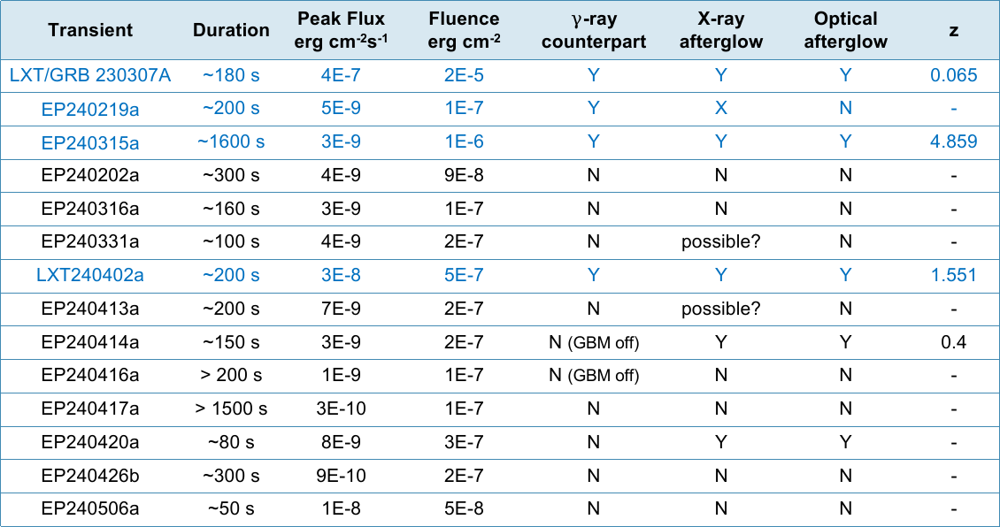 Transient Duration Peak Flux erg cm-2s-1 Fluence erg cm-2 γ-ray counterpart X-ray afterglow Optical afterglow z
LXT/GRB 230307A ~180 s 4E-7 2E-5 Y Y Y 0.065
EP240219a ~200 s 5E-9 1E-7 Y X N -
EP240315a ~1600 s 3E-9 1E-6 Y Y Y 4.859
EP240202a ~300 s 4E-9 9E-8 N N N -
EP240316a ~160 s 3E-9 1E-7 N N N -
EP240331a ~100 s 4E-9 2E-7 N possible? N -
LXT240402a ~200 s 3E-8 5E-7 Y Y Y 1.551
EP240413a ~200 s 7E-9 2E-7 N possible? N -
EP240414a ~150 s 3E-9 2E-7 N (GBM off) Y Y 0.4
EP240416a > 200 s 1E-9 1E-7 N (GBM off) N N -
EP240417a > 1500 s 3E-10 1E-7 N N N -
EP240420a ~80 s 8E-9 3E-7 N Y Y -
EP240426b ~300 s 9E-10 2E-7 N N N -
EP240506a ~50 s 1E-8 5E-8 N N N -